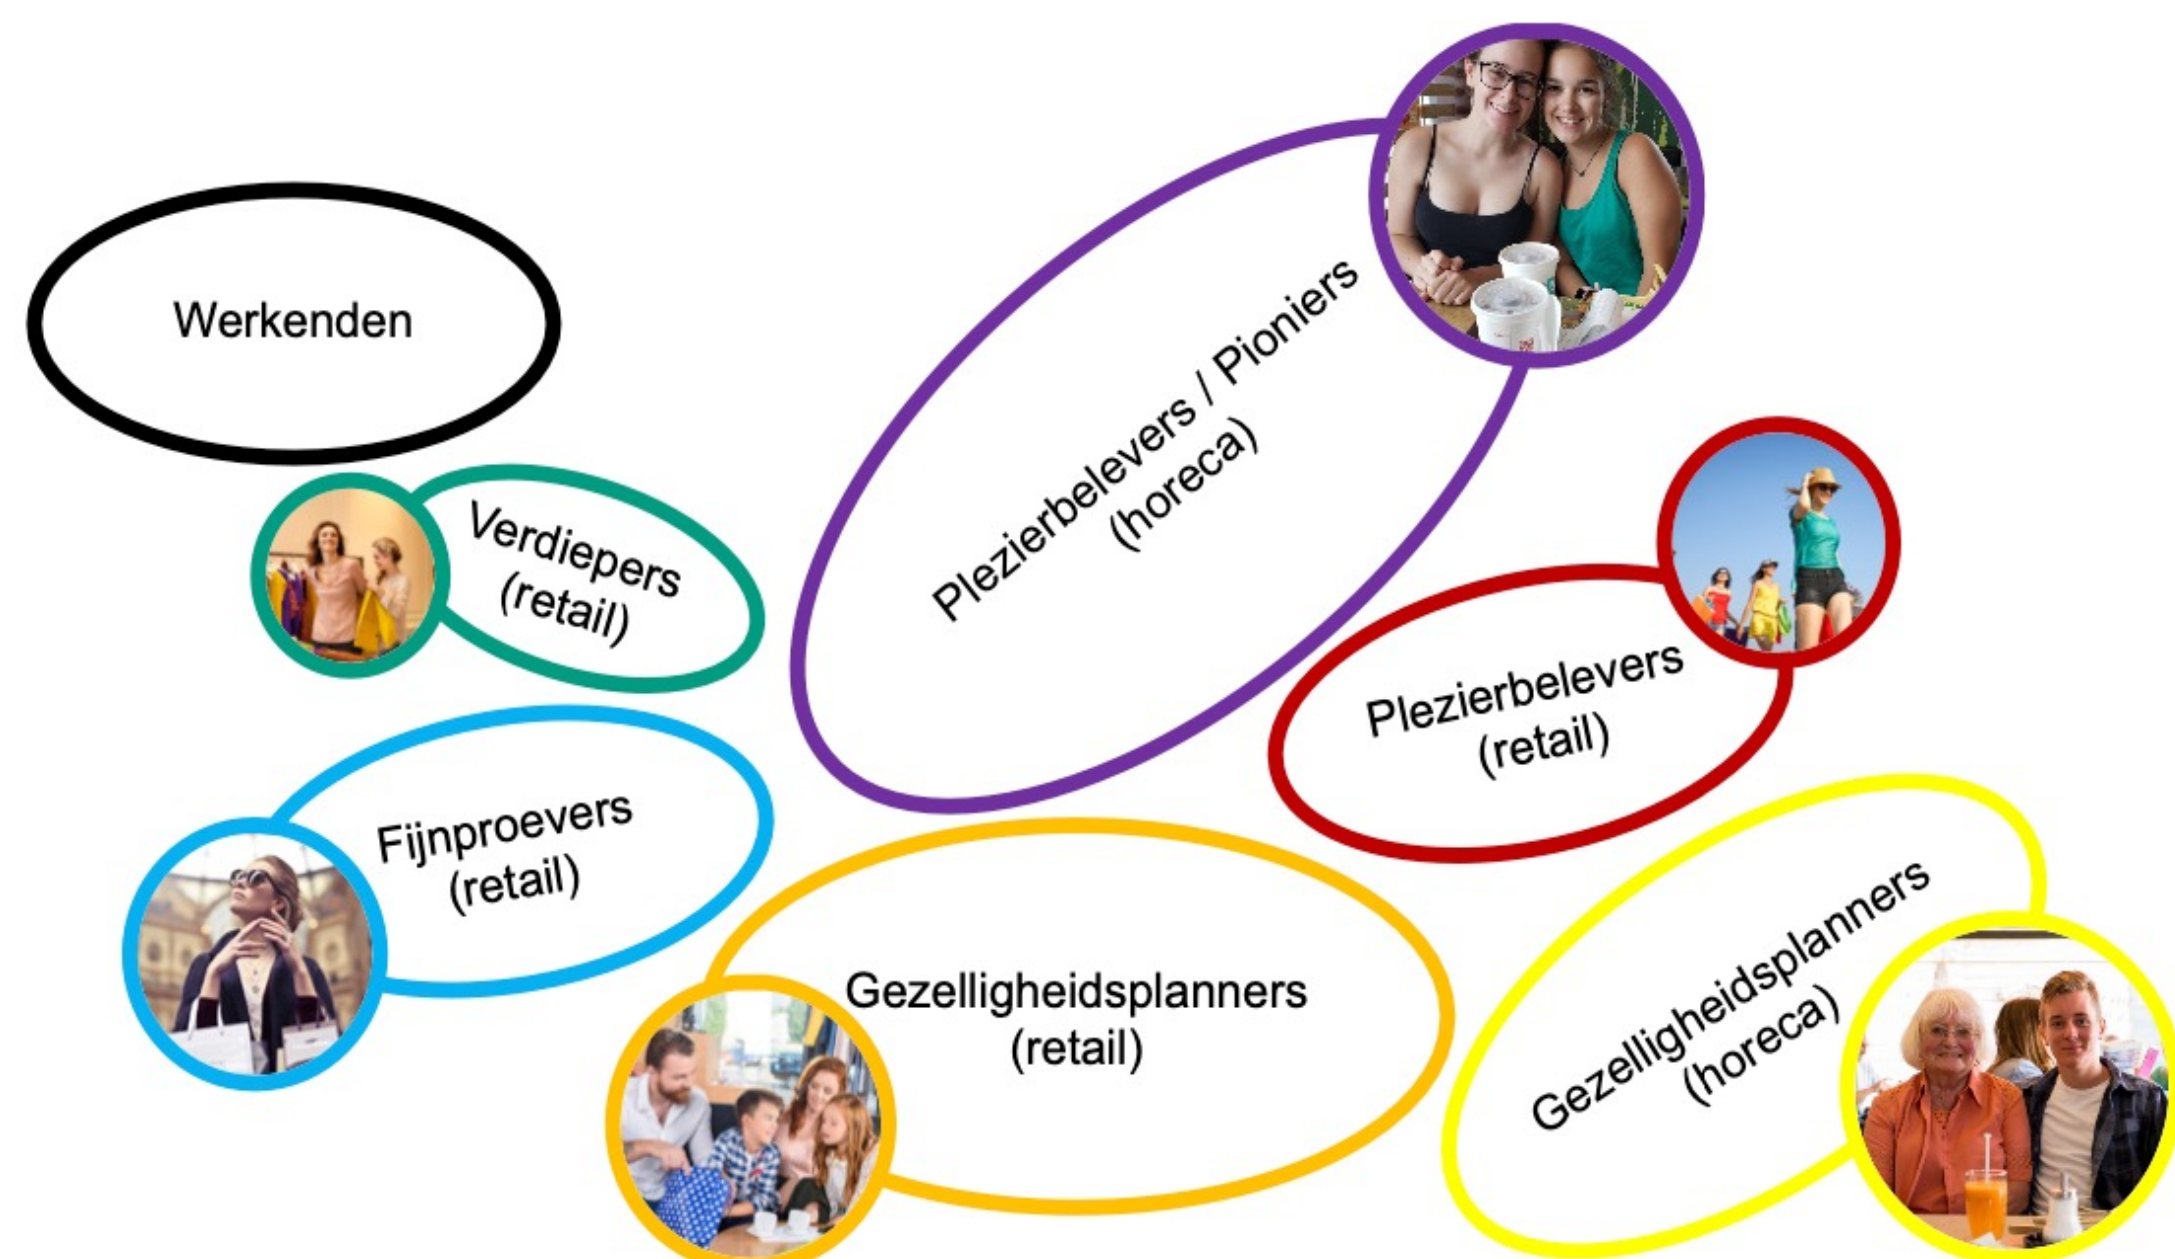 Werkenden
Plezierbelevers / Pioniers
(horeca)
Verdiepers
(retail)
Plezierbelevers
(retail)
Fijnproevers
(retail)
Gezelligheidsplanners
(retail)
Gezelligheidsplanners
(horeca)